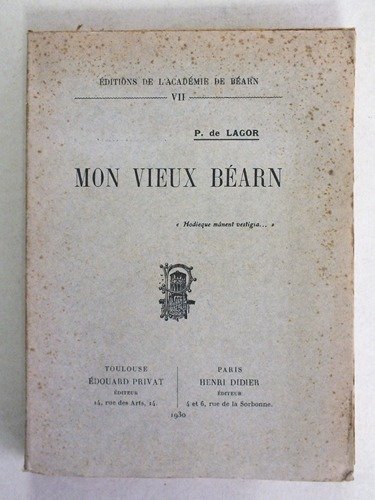 ÉDITIONS DE L'ACADÉMIE DE BÉARN
VII
P. de LAGOR
MON VIEUX BÉARN
« Hodieque mánent vestigia... »
TOULOUSE
ÉDOUARD PRIVAT
ÉDITEUR
14, rue des Arts, 14.
PARIS
HENRI DIDIER
ÉDITEUR
4 et 6, rue de la Sorbonne.
1930